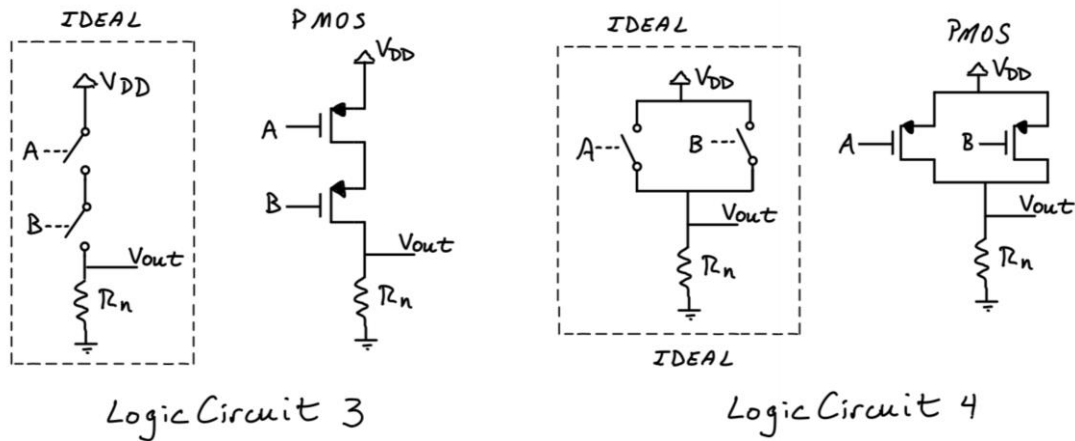 IDEAL
VDD
A
B
Vout
Rn
PMOS
VDD
A
B
Vout
Rn
Logic Circuit 3
IDEAL
VDD
A
B
Vout
Rn
IDEAL
PMOS
VDD
A
B
Vout
Rn
Logic Circuit 4